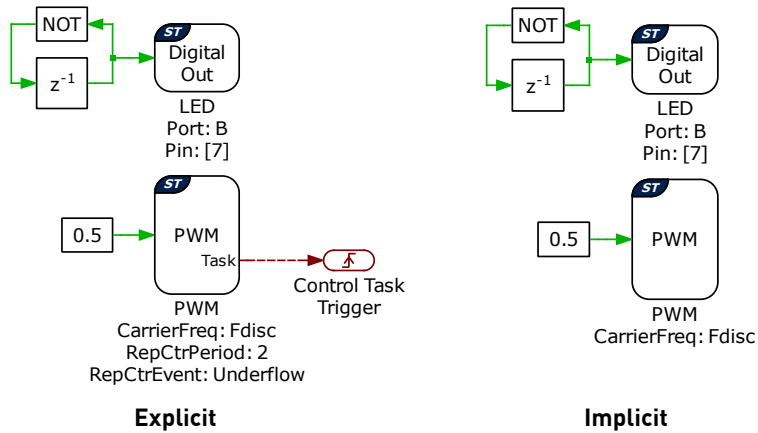 NOT
ST
Digital
Out
z-1
LED
Port: B
Pin: [7]
ST
0.5
PWM
Task
Control Task
Trigger
PWM
CarrierFreq: Fdisc
RepCtrPeriod: 2
RepCtrEvent: Underflow
Explicit
NOT
ST
Digital
Out
z-1
LED
Port: B
Pin: [7]
ST
0.5
PWM
PWM
CarrierFreq: Fdisc
Implicit